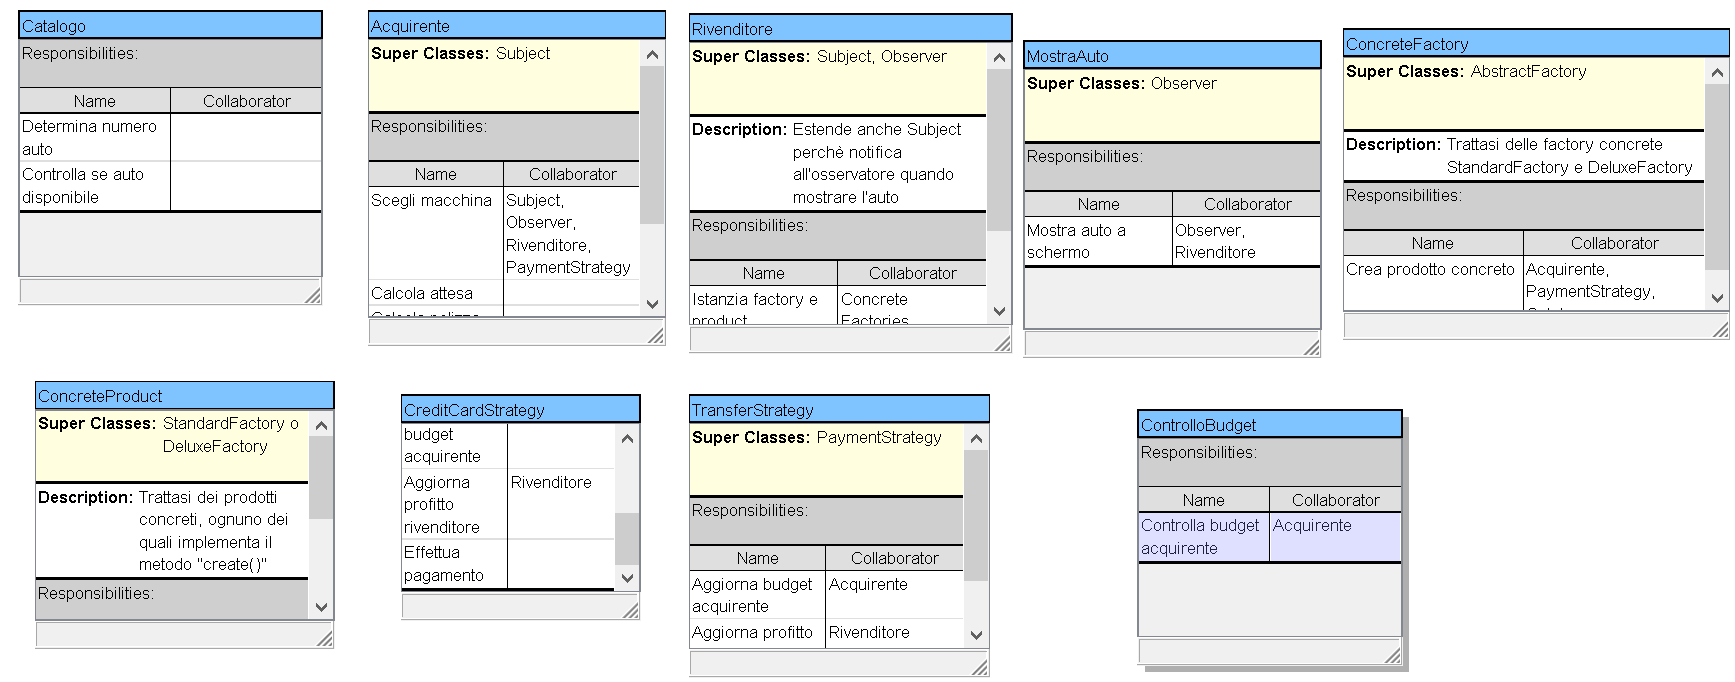 Catalogo
Responsibilities:
Name Collaborator
Determina numero
auto
Controlla se auto
disponibile
Acquirente
Super Classes: Subject
Responsibilities:
Name Collaborator
Scegli macchina Subject,
Observer,
Rivenditore,
PaymentStrategy
Calcola attesa
Calcola polizza
Rivenditore
Super Classes: Subject, Observer
Description: Estende anche Subject
perchè notifica
all'osservatore quando
mostrare l'auto
Responsibilities:
Name Collaborator
Istanzia factory e Concrete
product Factories
MostraAuto
Super Classes: Observer
Responsibilities:
Name Collaborator
Mostra auto a Observer,
schermo Rivenditore
ConcreteFactory
Super Classes: AbstractFactory
Description: Trattasi delle factory concrete
StandardFactory e DeluxeFactory
Responsibilities:
Name Collaborator
Crea prodotto concreto Acquirente,
PaymentStrategy,
ConcreteProduct
Super Classes: StandardFactory o
DeluxeFactory
Description: Trattasi dei prodotti
concreti, ognuno dei
quali implementa il
metodo "create()"
Responsibilities:
CreditCardStrategy
budget
acquirente
Aggiorna Rivenditore
profitto
rivenditore
Effettua
pagamento
TransferStrategy
Super Classes: PaymentStrategy
Responsibilities:
Name Collaborator
Aggiorna budget Acquirente
acquirente
Aggiorna profitto Rivenditore
ControlloBudget
Responsibilities:
Name Collaborator
Controlla budget Acquirente
acquirente